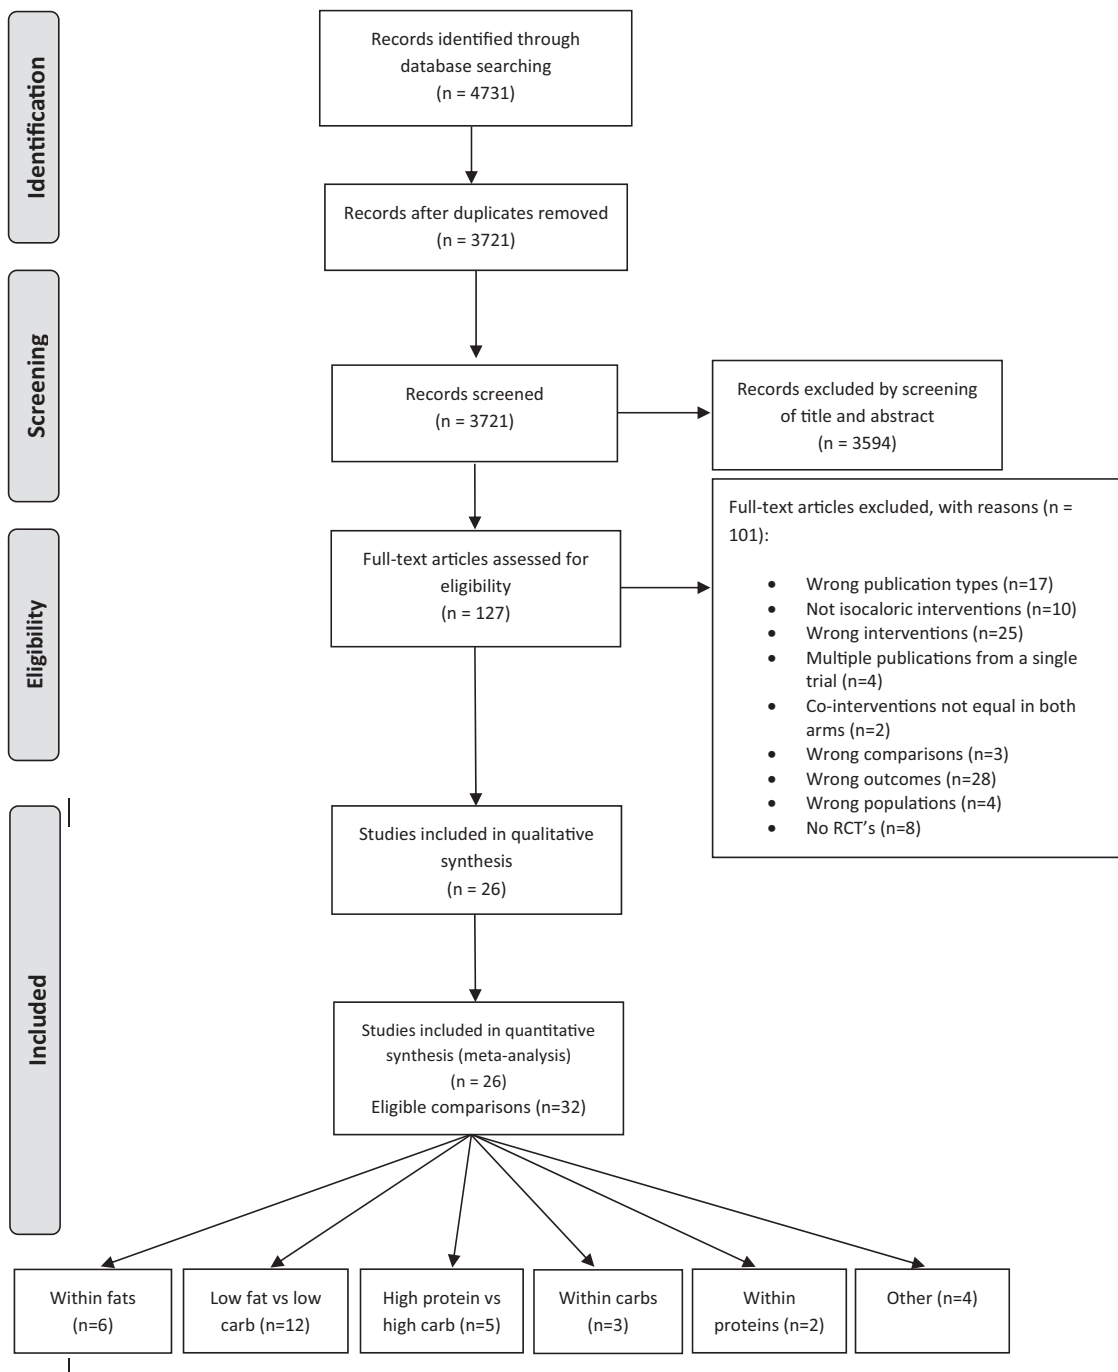 Identification
Records identified through
database searching
(n = 4731)
Records after duplicates removed
(n = 3721)
Screening
Records screened
(n = 3721)
Records excluded by screening
of title and abstract
(n = 3594)
Eligibility
Full-text articles assessed for
eligibility
(n = 127)
Full-text articles excluded, with reasons (n =
101):
• Wrong publication types (n=17)
• Not isocaloric interventions (n=10)
• Wrong interventions (n=25)
• Multiple publications from a single
trial (n=4)
• Co-interventions not equal in both
arms (n=2)
• Wrong comparisons (n=3)
• Wrong outcomes (n=28)
• Wrong populations (n=4)
• No RCT's (n=8)
Included
Studies included in qualitative
synthesis
(n = 26)
Studies included in quantitative
synthesis (meta-analysis)
(n = 26)
Eligible comparisons (n=32)
Within fats
(n=6)
Low fat vs low
carb (n=12)
High protein vs
high carb (n=5)
Within carbs
(n=3)
Within
proteins (n=2)
Other (n=4)